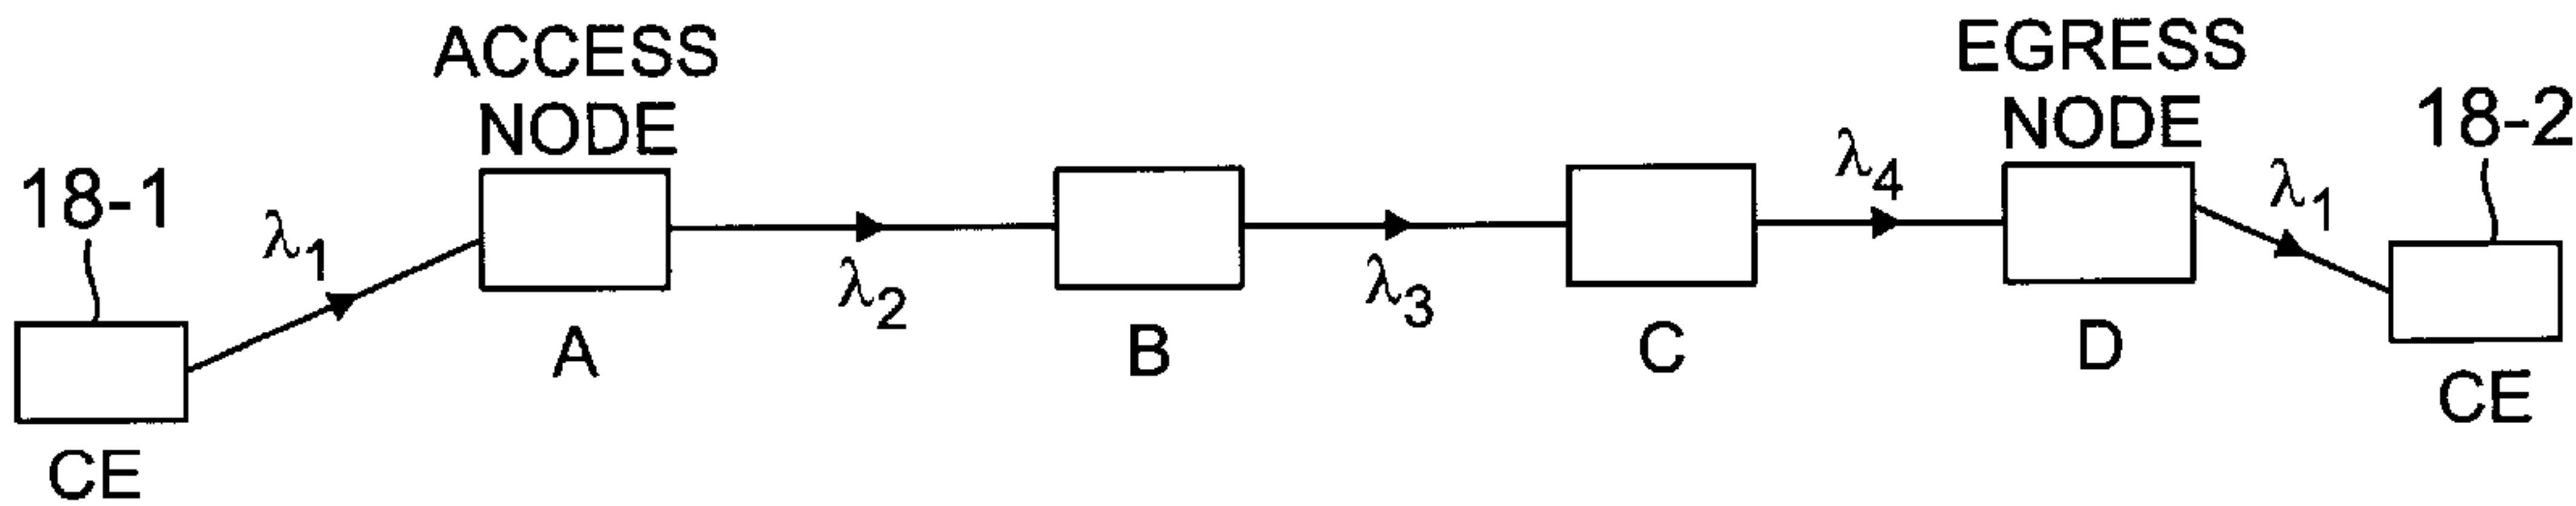 ACCESS
NODE
EGRESS
NODE
18-1
18-2
λ1
λ2
λ3
λ4
λ1
A
B
C
D
CE
CE